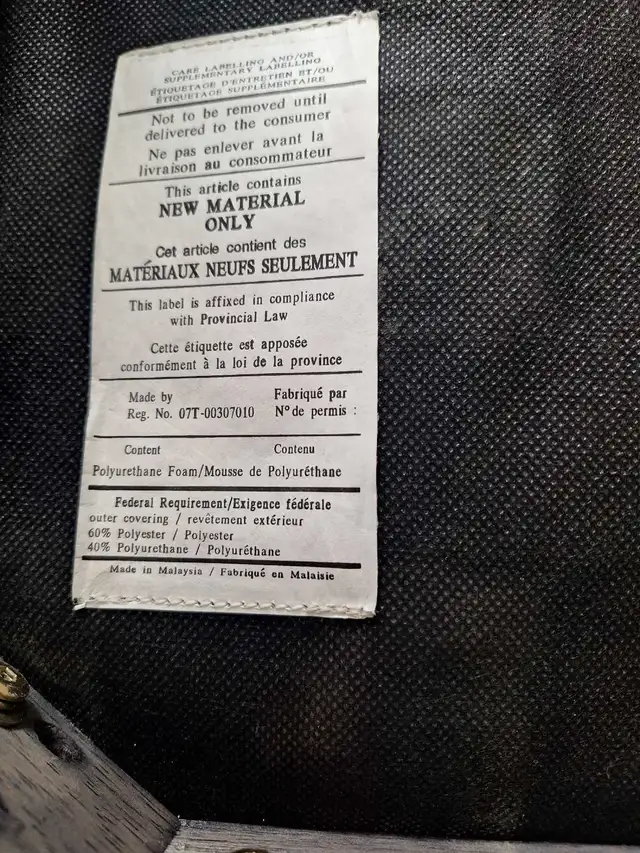 CARE LABELLING AND/OR
SUPPLEMENTARY LABELLING
ÉTIQUETAGE D'ENTRETIEN ET/OU
ÉTIQUETAGE SUPPLÉMENTAIRE
Not to be removed until
delivered to the consumer
Ne pas enlever avant la
livraison au consommateur
This article contains
NEW MATERIAL
ONLY
Cet article contient des
MATÉRIAUX NEUFS SEULEMENT
This label is affixed in compliance
with Provincial Law
Cette étiquette est apposée
conformément à la loi de la province
Made by Fabriqué par
Reg. No. 07T-00307010 N° de permis :
Content Contenu
Polyurethane Foam/Mousse de Polyuréthane
Federal Requirement/Exigence fédérale
outer covering / revêtement extérieur
60% Polyester / Polyester
40% Polyurethane / Polyuréthane
Made in Malaysia / Fabriqué en Malaisie